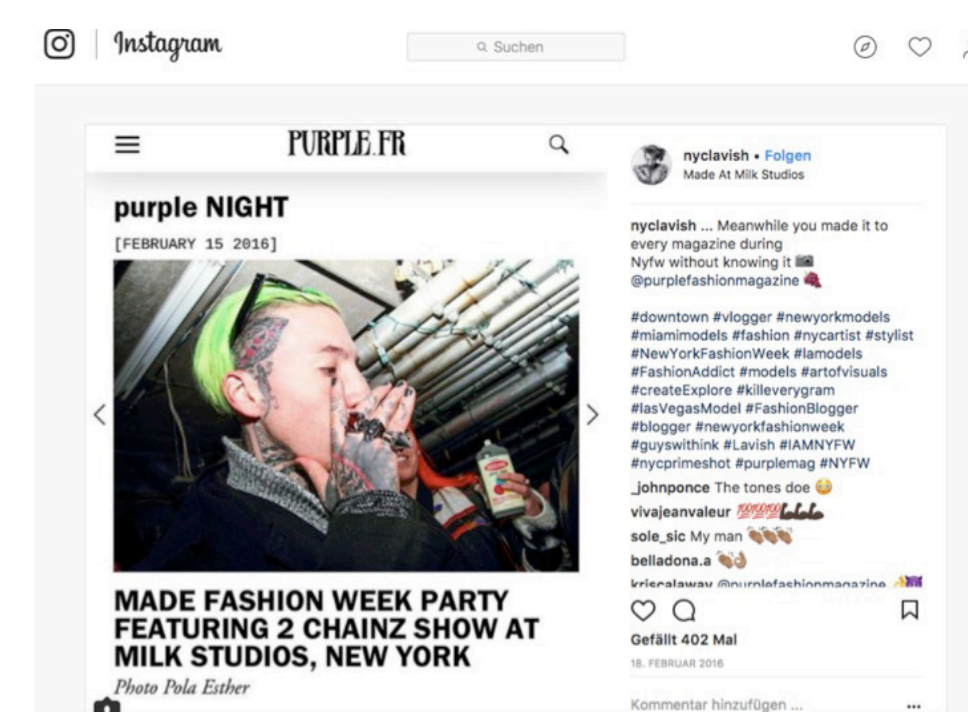 Instagram
Suchen
PURPLE.FR
purple NIGHT
[FEBRUARY 15 2016]
MADE FASHION WEEK PARTY
FEATURING 2 CHAINZ SHOW AT
MILK STUDIOS, NEW YORK
Photo Pola Esther
nyclavish • Folgen
Made At Milk Studios
nyclavish ... Meanwhile you made it to
every magazine during
Nyfw without knowing it 📷
@purplefashionmagazine 🍇
#downtown #vlogger #newyorkmodels
#miamimodels #fashion #nycartist #stylist
#NewYorkFashionWeek #lamodels
#FashionAddict #models #artofvisuals
#createExplore #killeverygram
#lasVegasModel #FashionBlogger
#blogger #newyorkfashionweek
#guyswithink #Lavish #IAMNYFW
#nycprimeshot #purplemag #NYFW
_johnponce The tones doe 😳
vivajeanvaleur 💯💯💯💪🏿💪🏿💪🏿
sole_sic My man 👏🏽👏🏽👏🏽
belladona.a 👏🏽👌🏽
kriscalaway @purplefashionmagazine
Gefällt 402 Mal
18. FEBRUAR 2016
Kommentar hinzufügen ...